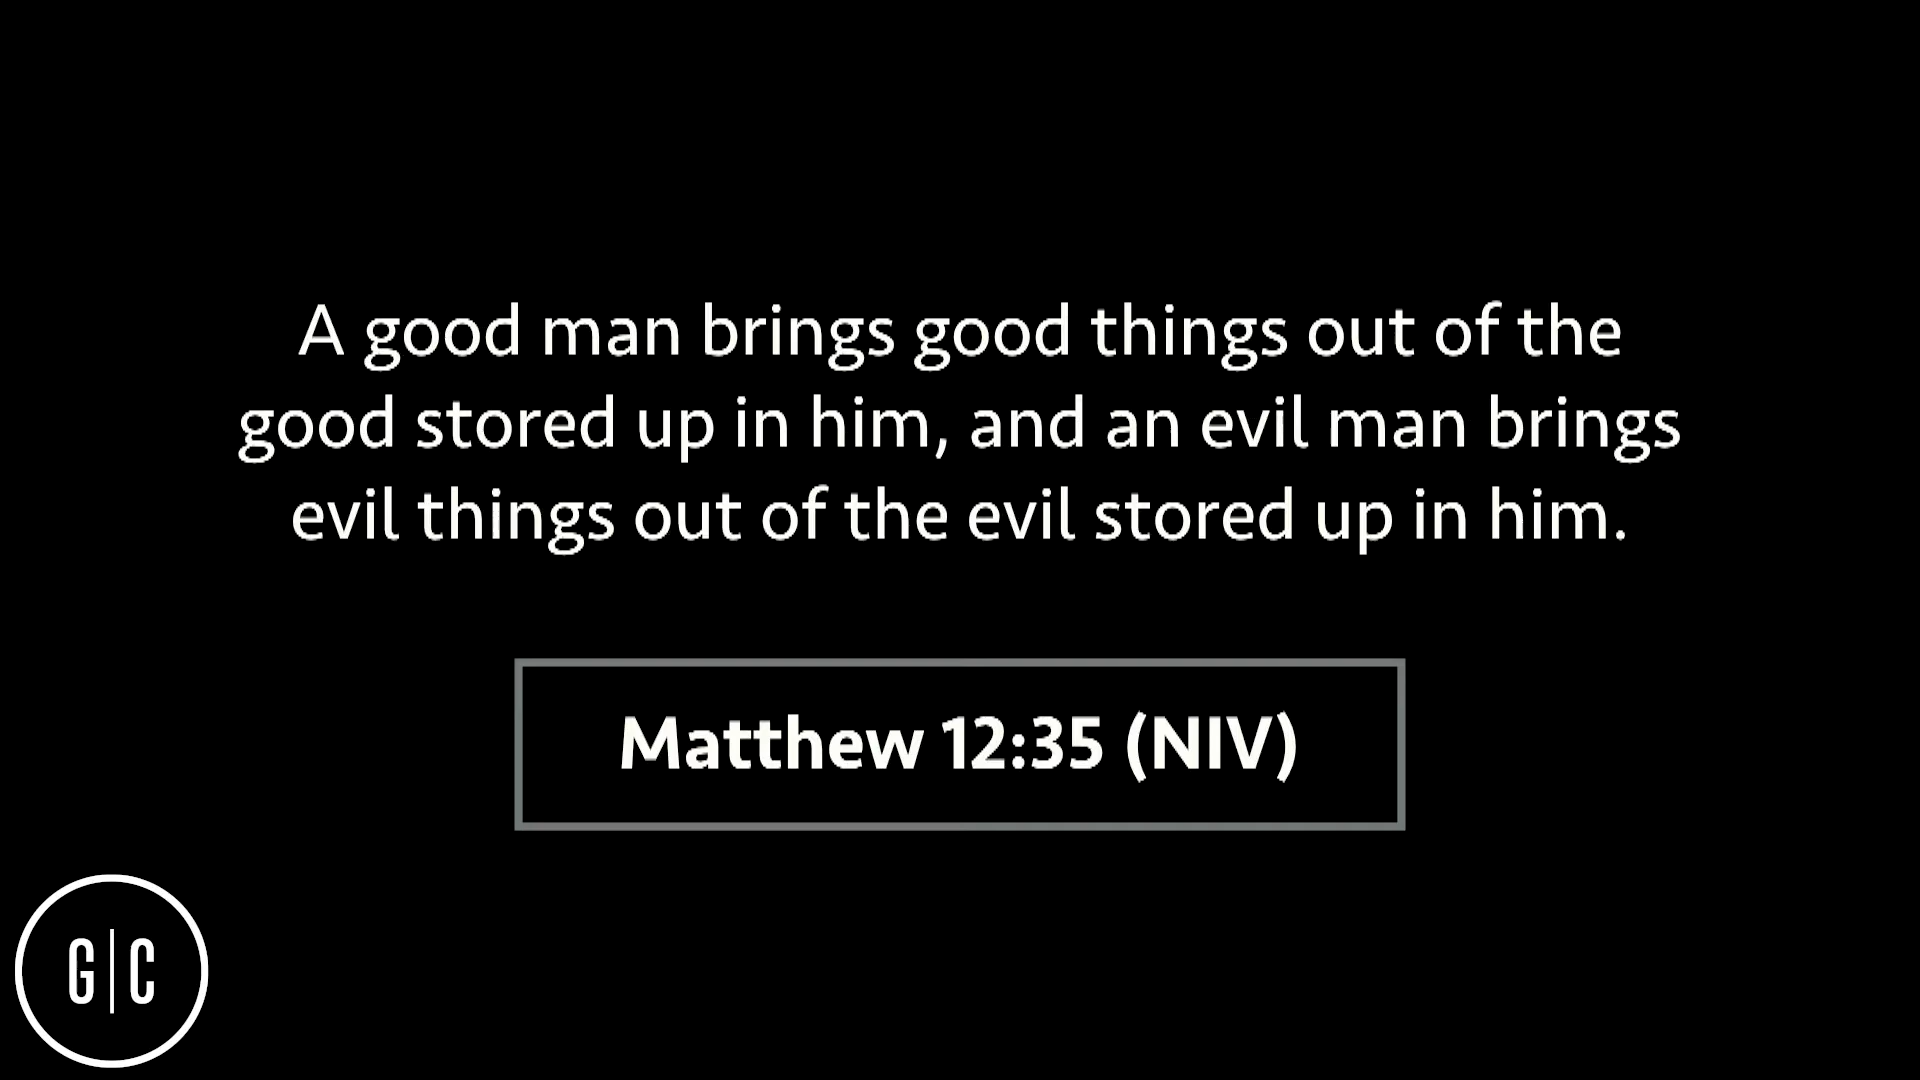 A good man brings good things out of the
good stored up in him, and an evil man brings
evil things out of the evil stored up in him.
Matthew 12:35 (NIV)
G|C